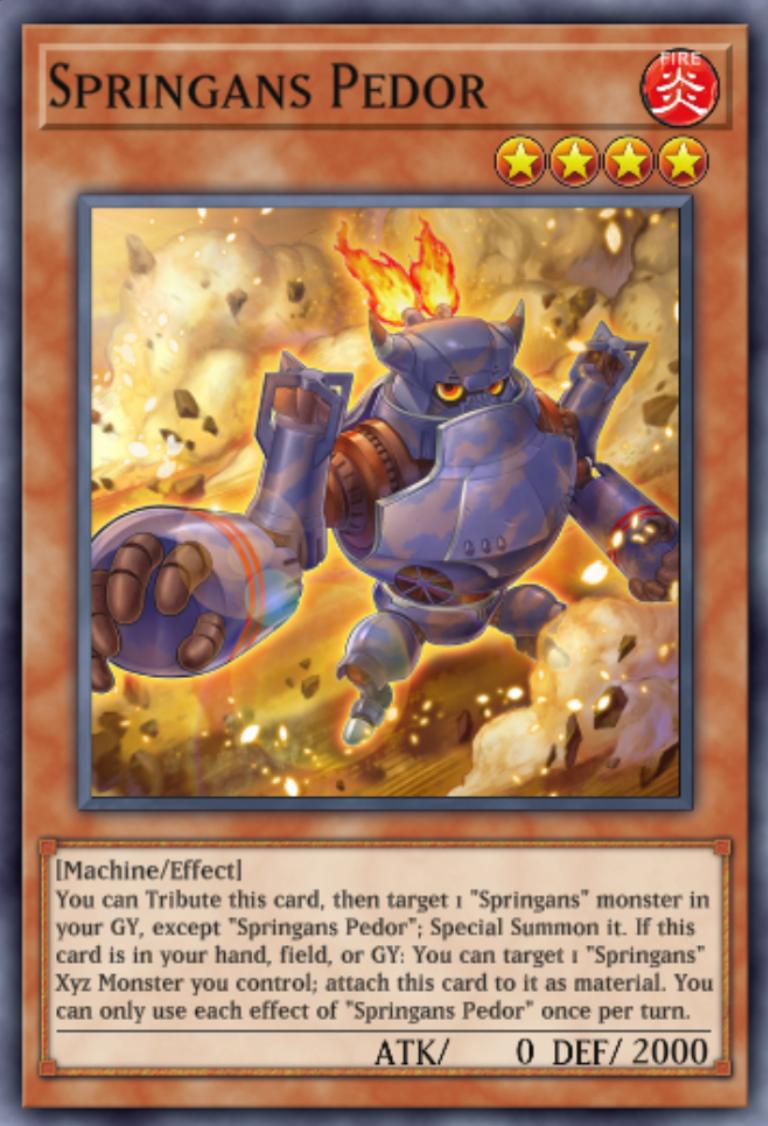 Springans Pedor
FIRE
炎
[Machine/Effect]
You can Tribute this card, then target 1 "Springans" monster in
your GY, except "Springans Pedor"; Special Summon it. If this
card is in your hand, field, or GY: You can target 1 "Springans"
Xyz Monster you control; attach this card to it as material. You
can only use each effect of "Springans Pedor" once per turn.
ATK/ 0 DEF/ 2000